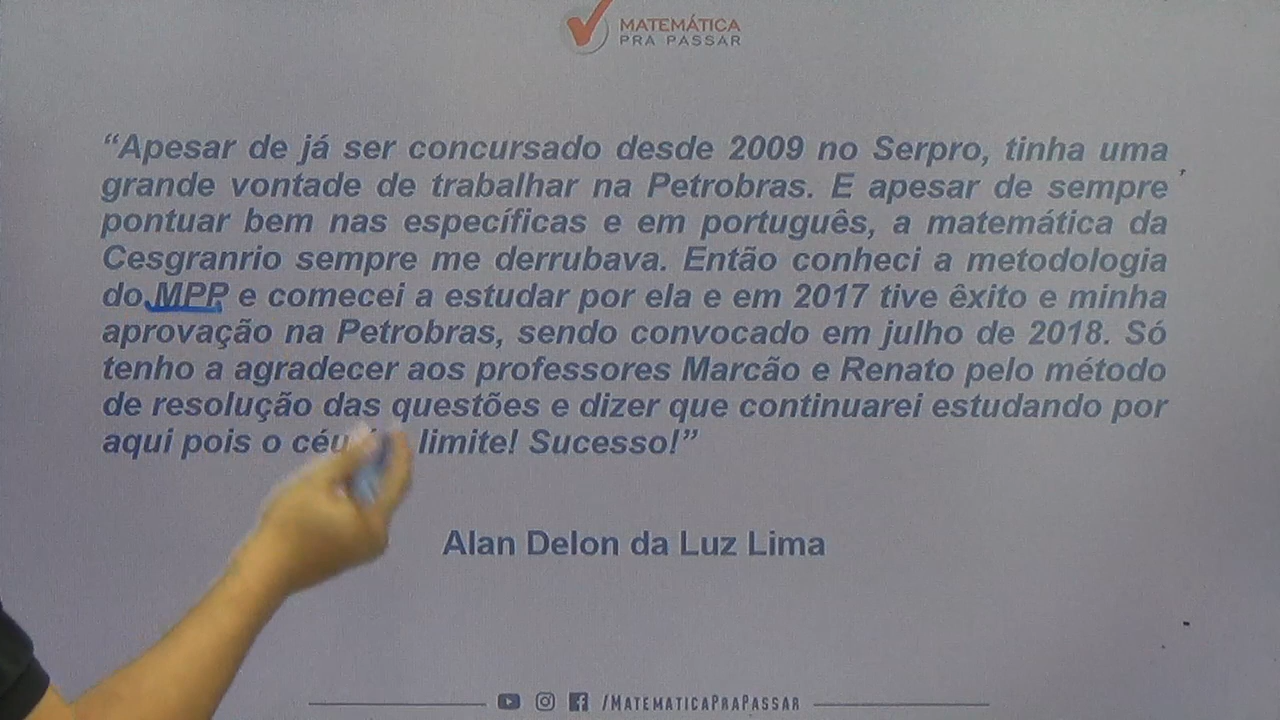 MATEMÁTICA
PRA PASSAR
“Apesar de já ser concursado desde 2009 no Serpro, tinha uma
grande vontade de trabalhar na Petrobras. E apesar de sempre
pontuar bem nas específicas e em português, a matemática da
Cesgranrio sempre me derrubava. Então conheci a metodologia
do MPP e comecei a estudar por ela e em 2017 tive êxito e minha
aprovação na Petrobras, sendo convocado em julho de 2018. Só
tenho a agradecer aos professores Marcão e Renato pelo método
de resolução das questões e dizer que continuarei estudando por
aqui pois o céu limite! Sucesso!”
Alan Delon da Luz Lima
/MATEMATICAPRAPASSAR